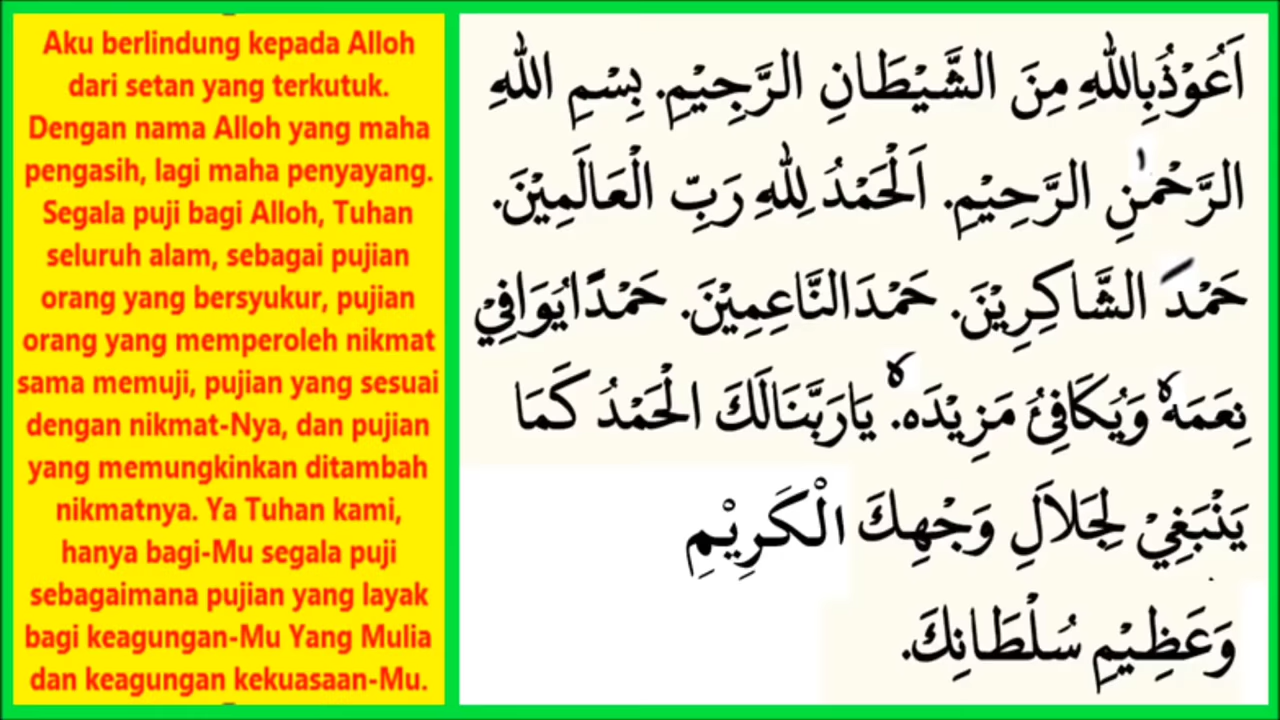 Aku berlindung kepada Alloh
dari setan yang terkutuk.
Dengan nama Alloh yang maha
pengasih, lagi maha penyayang.
Segala puji bagi Alloh, Tuhan
seluruh alam, sebagai pujian
orang yang bersyukur, pujian
orang yang memperoleh nikmat
sama memuji, pujian yang sesuai
dengan nikmat-Nya, dan pujian
yang memungkinkan ditambah
nikmatnya. Ya Tuhan kami,
hanya bagi-Mu segala puji
sebagaimana pujian yang layak
bagi keagungan-Mu Yang Mulia
dan keagungan kekuasaan-Mu.
اَعُوْذُبِاللهِ مِنَ الشَّيْطَانِ الرَّجِيْمِ. بِسْمِ اللهِ
الرَّحْمٰنِ الرَّحِيْمِ. اَلْحَمْدُ لِلهِ رَبِّ الْعَالَمِيْنَ.
حَمْدَ الشَّاكِرِيْنَ. حَمْدَالنَّاعِمِيْنَ. حَمْدًايُوَافِيْ
نِعَمَهٗ وَيُكَافِئُ مَزِيْدَهٗ. يَارَبَّنَالَكَ الْحَمْدُ كَمَا
يَنْبَغِيْ لِجَلاَلِ وَجْهِكَ الْكَرِيْمِ
وَعَظِيْمِ سُلْطَانِكَ.